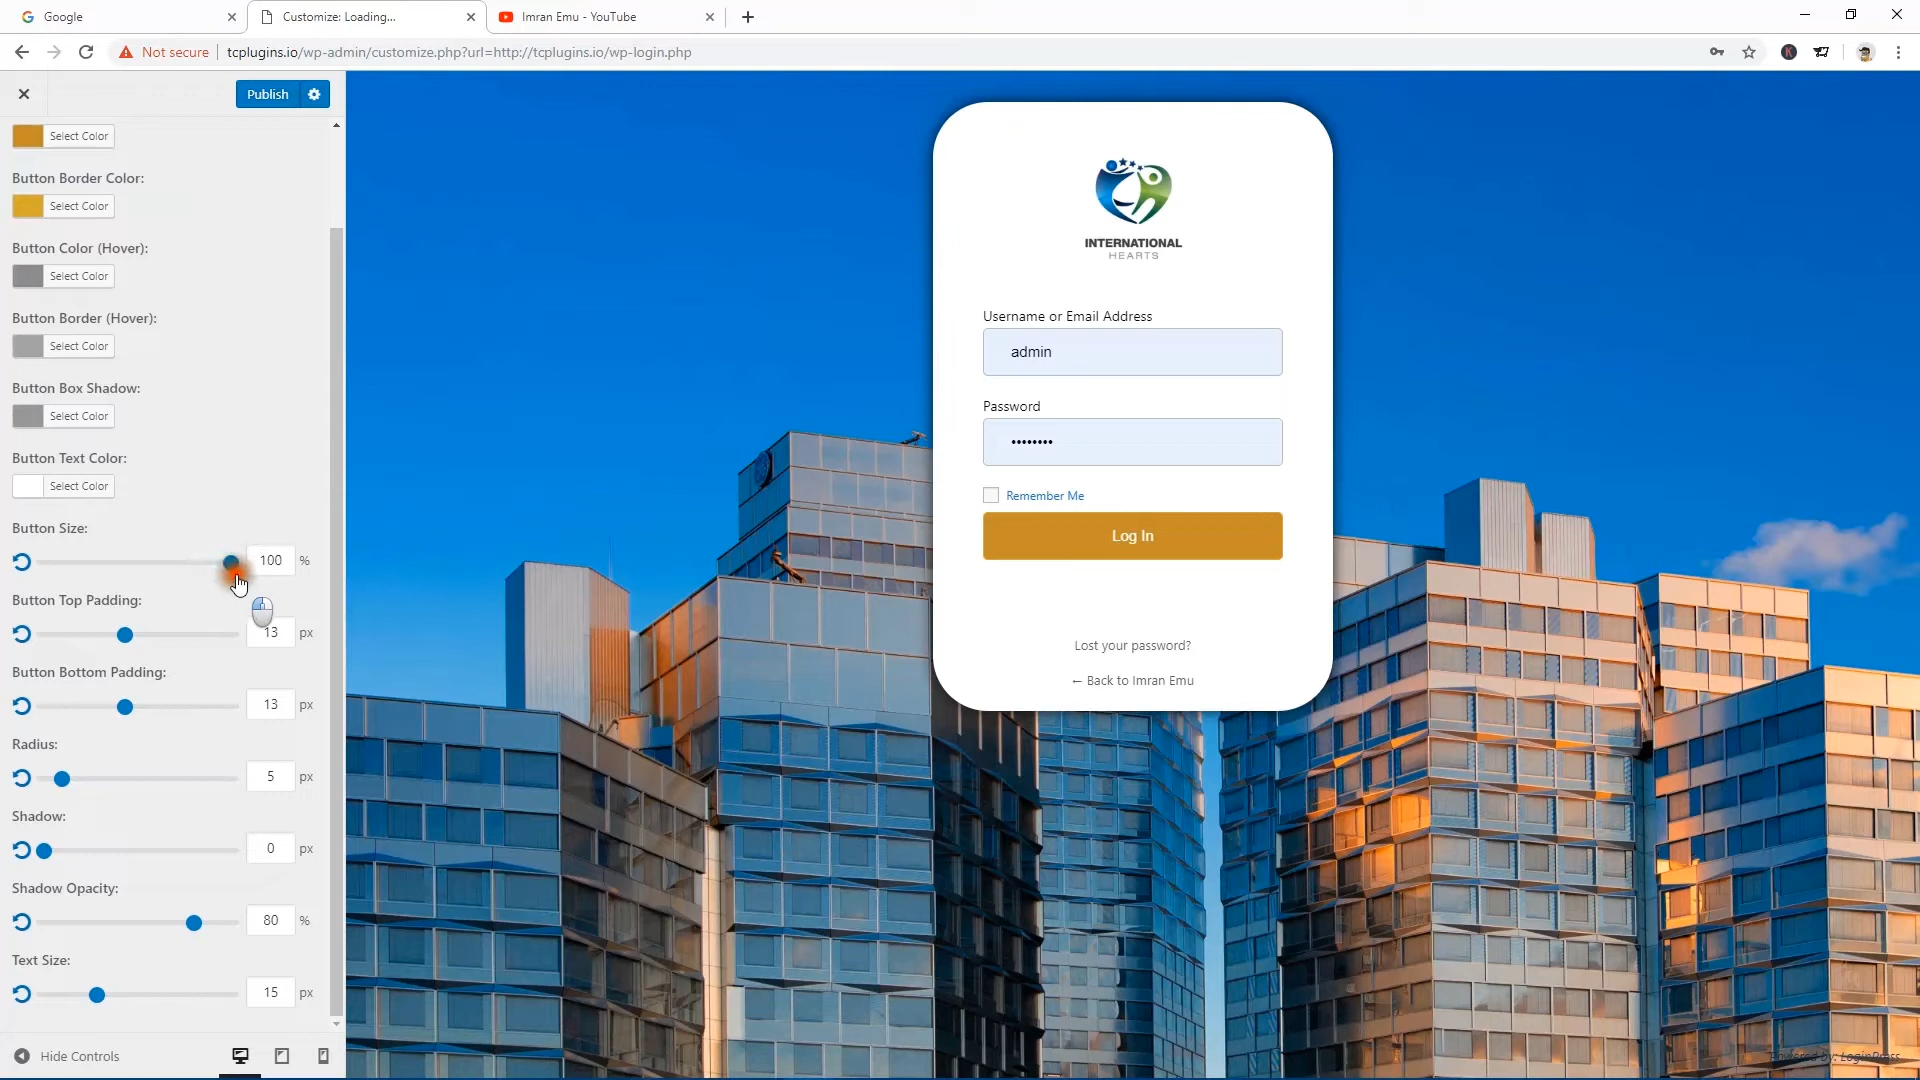 Google
Customize: Loading...
Imran Emu - YouTube
Not secure
tcplugins.io/wp-admin/customize.php?url=http://tcplugins.io/wp-login.php
K
Publish
Select Color
Button Border Color:
Select Color
Button Color (Hover):
Select Color
Button Border (Hover):
Select Color
Button Box Shadow:
Select Color
Button Text Color:
Select Color
Button Size:
100 %
Button Top Padding:
13 px
Button Bottom Padding:
13 px
Radius:
5 px
Shadow:
0 px
Shadow Opacity:
80 %
Text Size:
15 px
Hide Controls
INTERNATIONAL
HEARTS
Username or Email Address
admin
Password
••••••••
Remember Me
Log In
Lost your password?
← Back to Imran Emu
Powered by: LoginPress